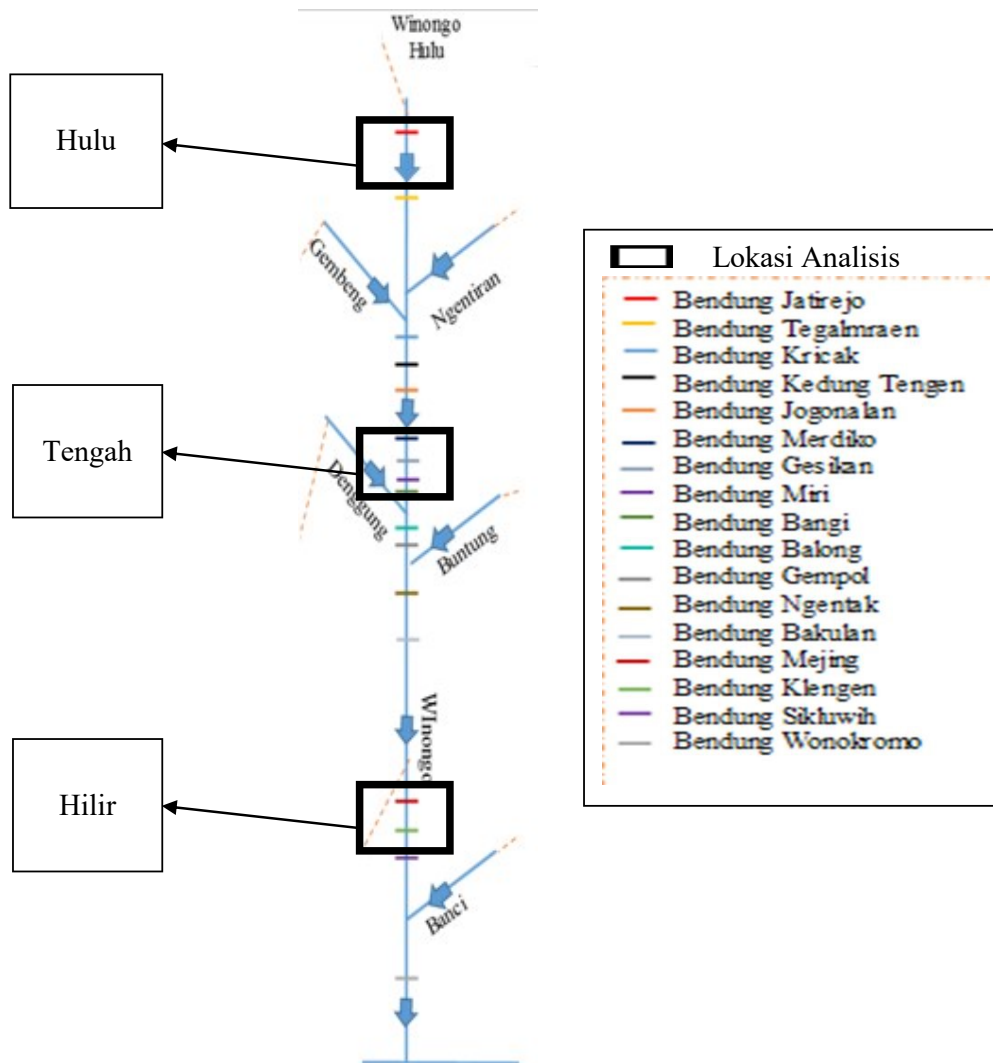 Winongo
Hulu
Hulu
Gembeng
Ngentiran
Tengah
Denggung
Buntung
WInongo
Hilir
Banci
Lokasi Analisis
Bendung Jatirejo
Bendung Tegalmraen
Bendung Kricak
Bendung Kedung Tengen
Bendung Jogonalan
Bendung Merdiko
Bendung Gesikan
Bendung Miri
Bendung Bangi
Bendung Balong
Bendung Gempol
Bendung Ngentak
Bendung Bakulan
Bendung Mejing
Bendung Klengen
Bendung Sikluwih
Bendung Wonokromo